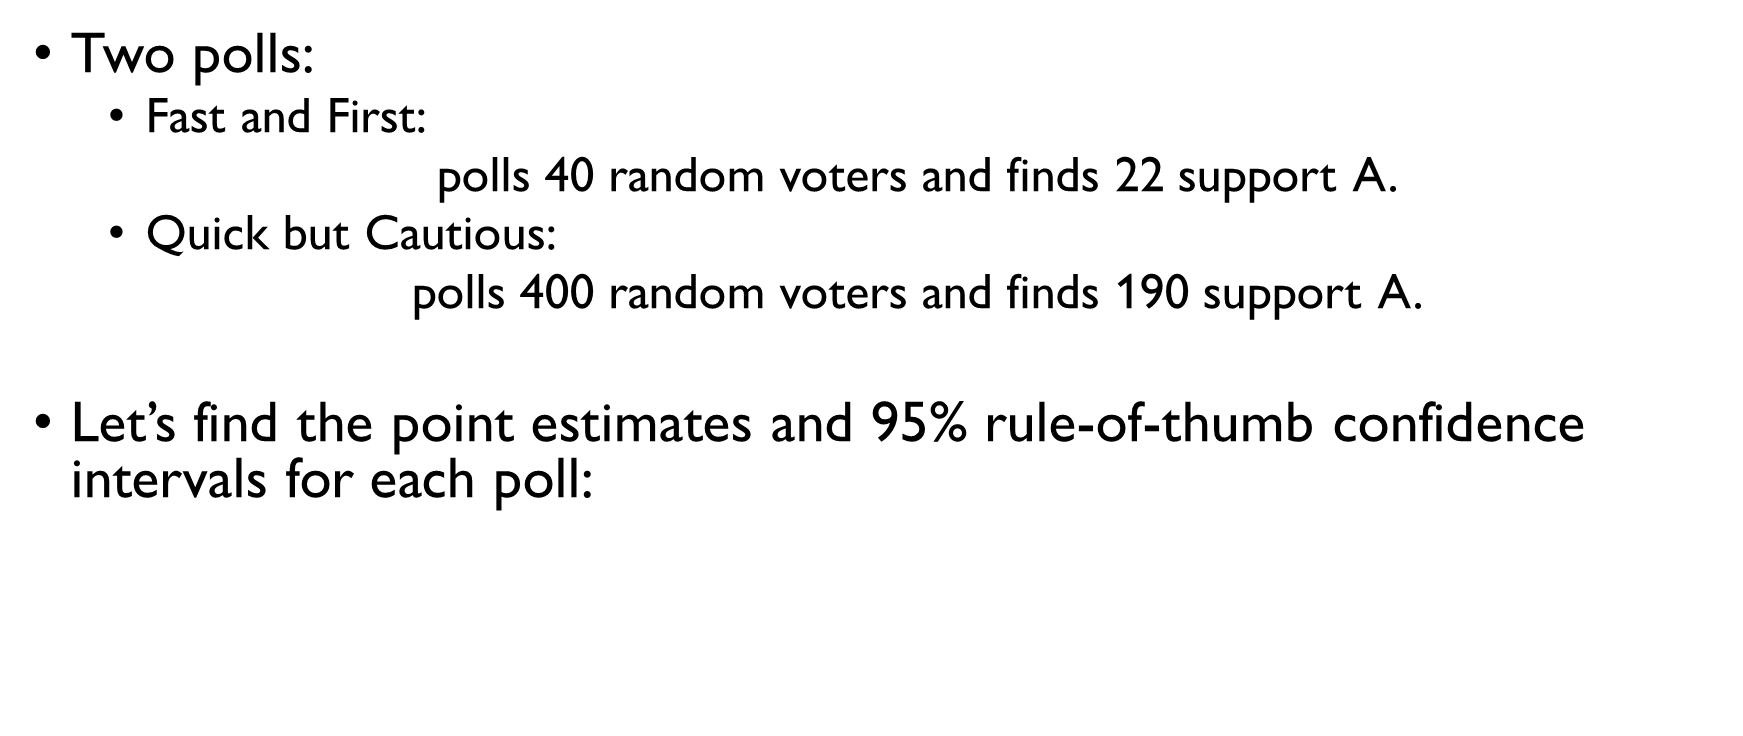 • Two polls:
• Fast and First:
polls 40 random voters and finds 22 support A.
• Quick but Cautious:
polls 400 random voters and finds 190 support A.
• Let’s find the point estimates and 95% rule-of-thumb confidence
intervals for each poll: